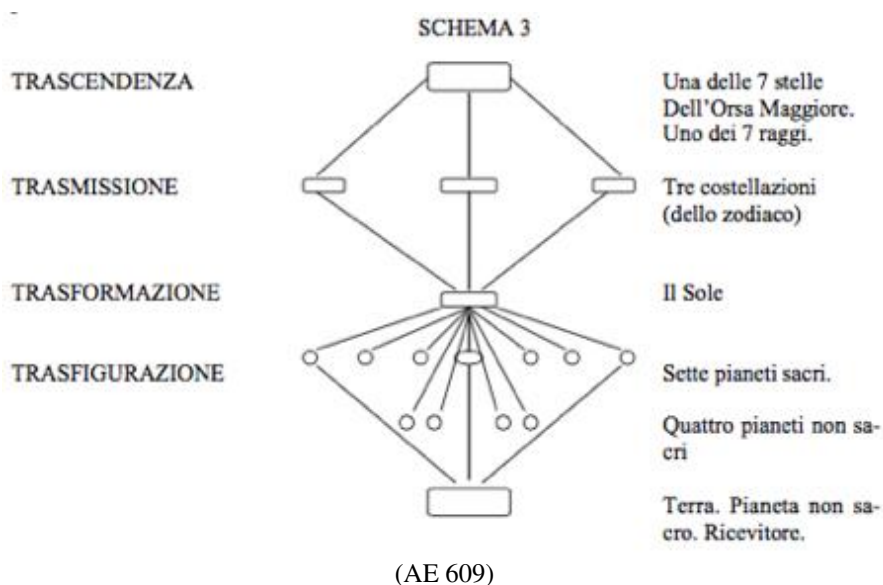 SCHEMA 3
TRASCENDENZA
Una delle 7 stelle
Dell'Orsa Maggiore.
Uno dei 7 raggi.
TRASMISSIONE
Tre costellazioni
(dello zodiaco)
TRASFORMAZIONE
Il Sole
TRASFIGURAZIONE
Sette pianeti sacri.
Quattro pianeti non sa-
cri
Terra. Pianeta non sa-
cro. Ricevitore.
(AE 609)